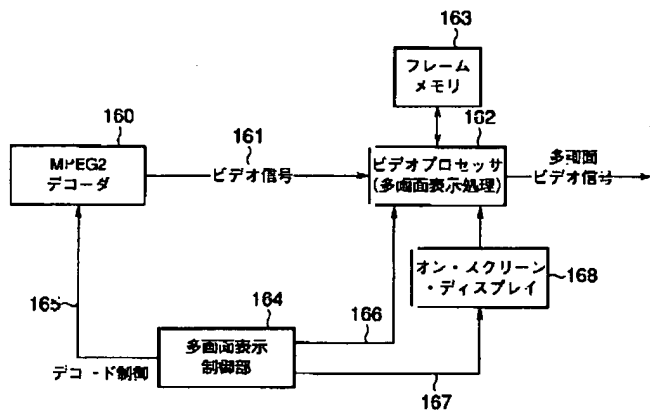 163
フレーム
メモリ
160
MPEG2
デコーダ
161
ビデオ信号
162
ビデオプロセッサ
(多画面表示処理)
多画面
ビデオ信号
オン・スクリーン
・ディスプレイ
168
165
164
多画面表示
制御部
166
デコード制御
167